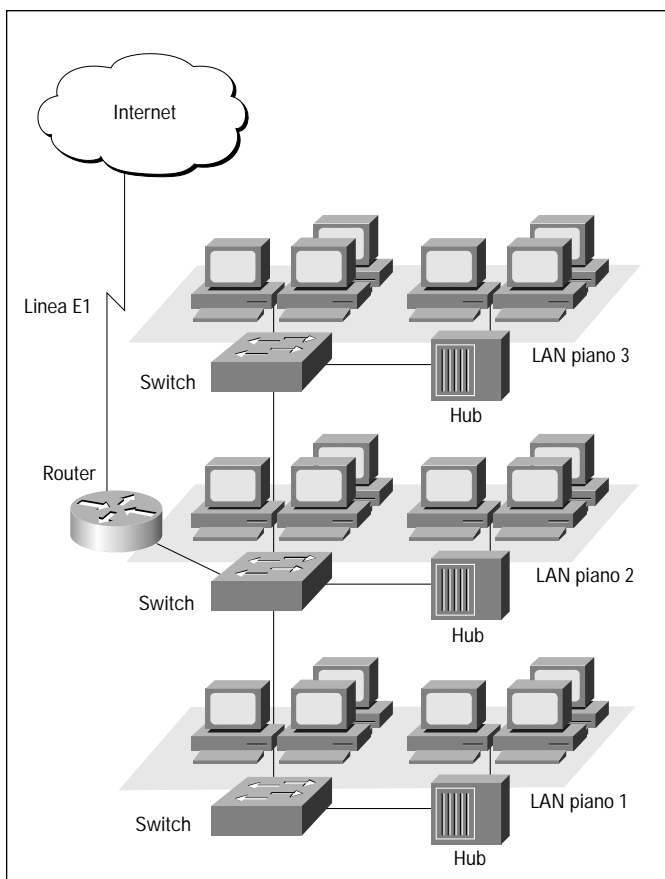 Internet
Linea E1
LAN piano 3
Switch
Hub
Router
LAN piano 2
Switch
Hub
LAN piano 1
Switch
Hub